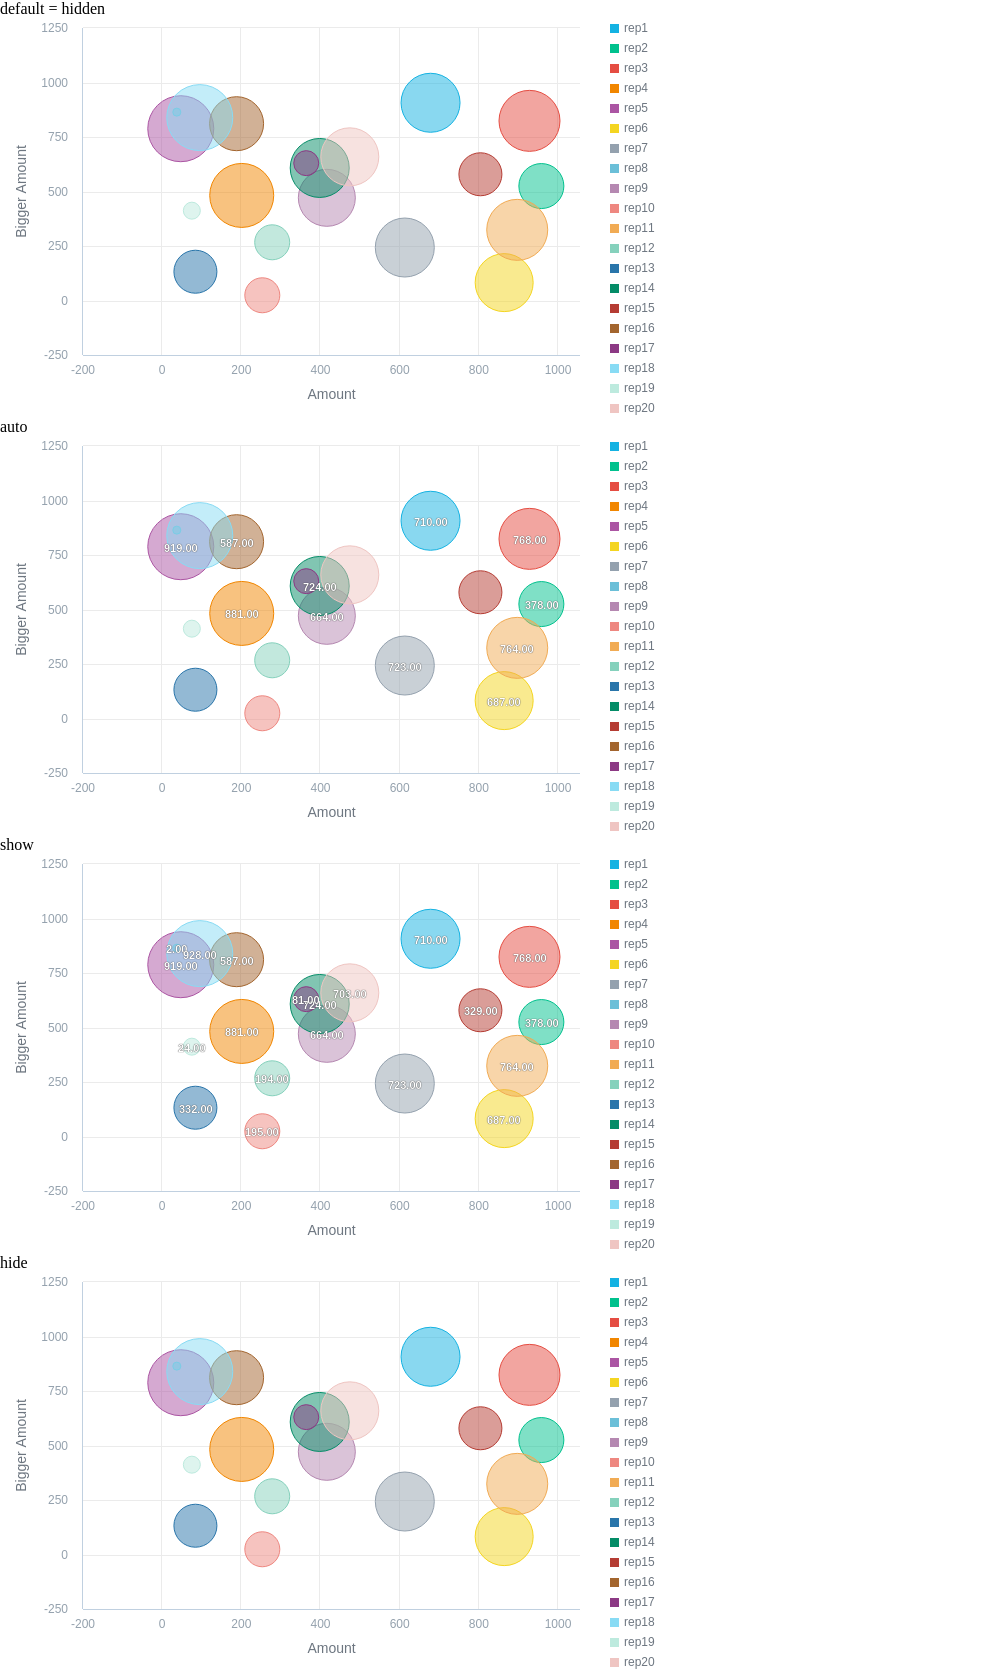 default = hidden
1250
1000
750
500
250
0
-250
-200 0 200 400 600 800 1000
Bigger Amount
Amount
rep1
rep2
rep3
rep4
rep5
rep6
rep7
rep8
rep9
rep10
rep11
rep12
rep13
rep14
rep15
rep16
rep17
rep18
rep19
rep20
auto
1250
1000
750
500
250
0
-250
-200 0 200 400 600 800 1000
Bigger Amount
Amount
710.00
768.00
919.00
587.00
724.00
378.00
881.00
664.00
764.00
723.00
687.00
rep1
rep2
rep3
rep4
rep5
rep6
rep7
rep8
rep9
rep10
rep11
rep12
rep13
rep14
rep15
rep16
rep17
rep18
rep19
rep20
show
1250
1000
750
500
250
0
-250
-200 0 200 400 600 800 1000
Bigger Amount
Amount
710.00
2.00
928.00
768.00
587.00
919.00
703.00
81.00
724.00
329.00
378.00
881.00
664.00
24.00
764.00
194.00
723.00
332.00
687.00
195.00
rep1
rep2
rep3
rep4
rep5
rep6
rep7
rep8
rep9
rep10
rep11
rep12
rep13
rep14
rep15
rep16
rep17
rep18
rep19
rep20
hide
1250
1000
750
500
250
0
-250
-200 0 200 400 600 800 1000
Bigger Amount
Amount
rep1
rep2
rep3
rep4
rep5
rep6
rep7
rep8
rep9
rep10
rep11
rep12
rep13
rep14
rep15
rep16
rep17
rep18
rep19
rep20